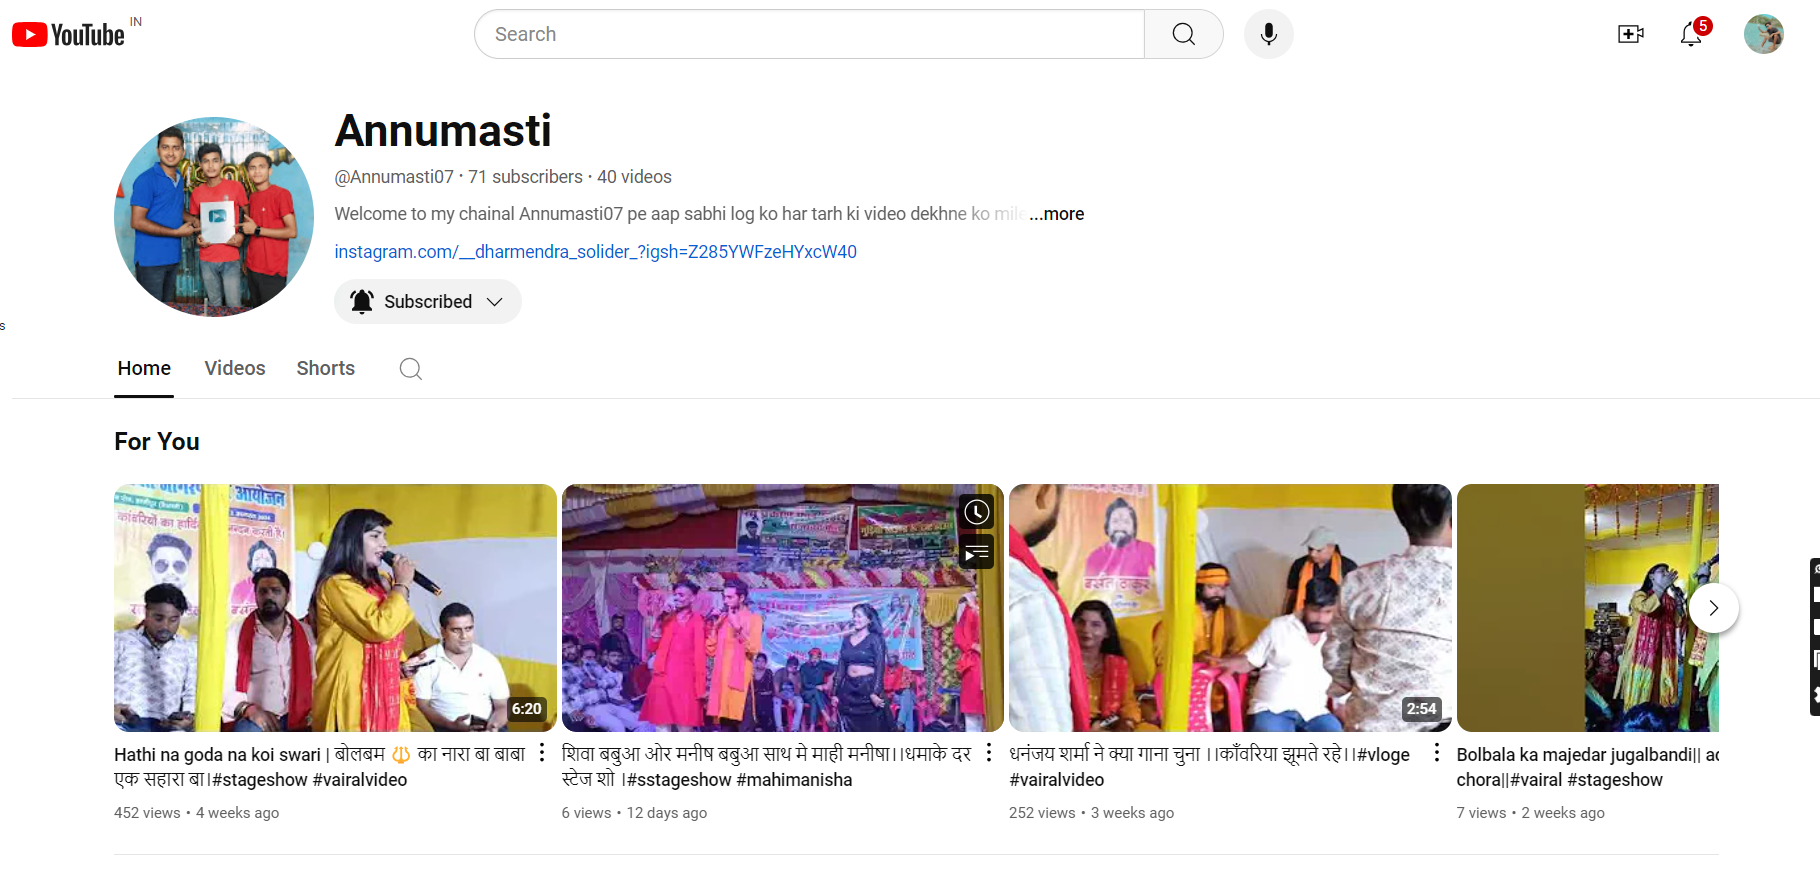 YouTube IN
Search
5
Annumasti
@Annumasti07 • 71 subscribers • 40 videos
Welcome to my chainal Annumasti07 pe aap sabhi log ko har tarh ki video dekhne ko mile ...more
instagram.com/__dharmendra_solider_?igsh=Z285YWFzeHYxcW40
Subscribed
s
Home Videos Shorts
For You
आयोजन
कांवरियो का हार्दि
6:20
2:54
Hathi na goda na koi swari | बोलबम 🔱 का नारा बा बाबा
एक सहारा बा।#stageshow #vairalvideo
452 views • 4 weeks ago
शिवा बबुआ ओर मनीष बबुआ साथ मे माही मनीषा।।धमाके दर
स्टेज शो ।#sstageshow #mahimanisha
6 views • 12 days ago
धनंजय शर्मा ने क्या गाना चुना ।।काँवरिया झूमते रहे।।#vloge
#vairalvideo
252 views • 3 weeks ago
Bolbala ka majedar jugalbandi||
chora||#vairal #stageshow
7 views • 2 weeks ago